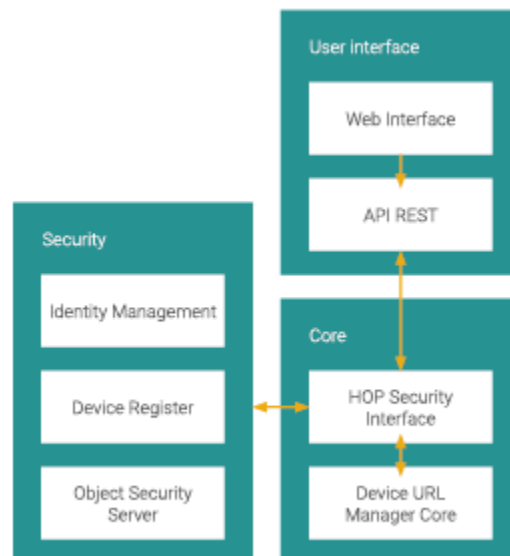 User interface
Web Interface
API REST
Security
Identity Management
Device Register
Object Security
Server
Core
HOP Security
Interface
Device URL
Manager Core